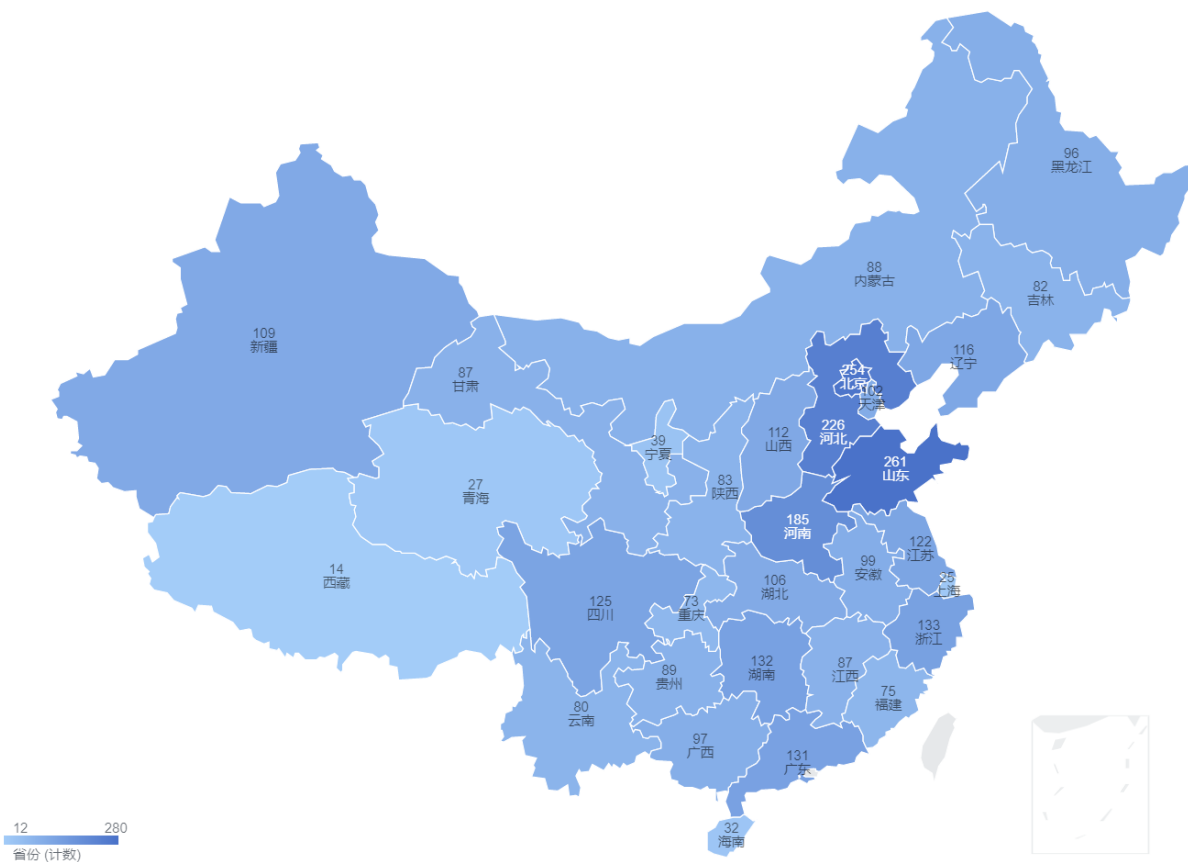 96
黑龙江
88
内蒙古
82
吉林
109
新疆
116
辽宁
87
甘肃
254
北京
102
天津
226
河北
112
山西
39
宁夏
261
山东
27
青海
83
陕西
185
河南
122
江苏
99
安徽
14
西藏
25
上海
106
湖北
125
四川
73
重庆
133
浙江
132
湖南
87
江西
89
贵州
75
福建
80
云南
97
广西
131
广东
32
海南
12 280
省份 (计数)